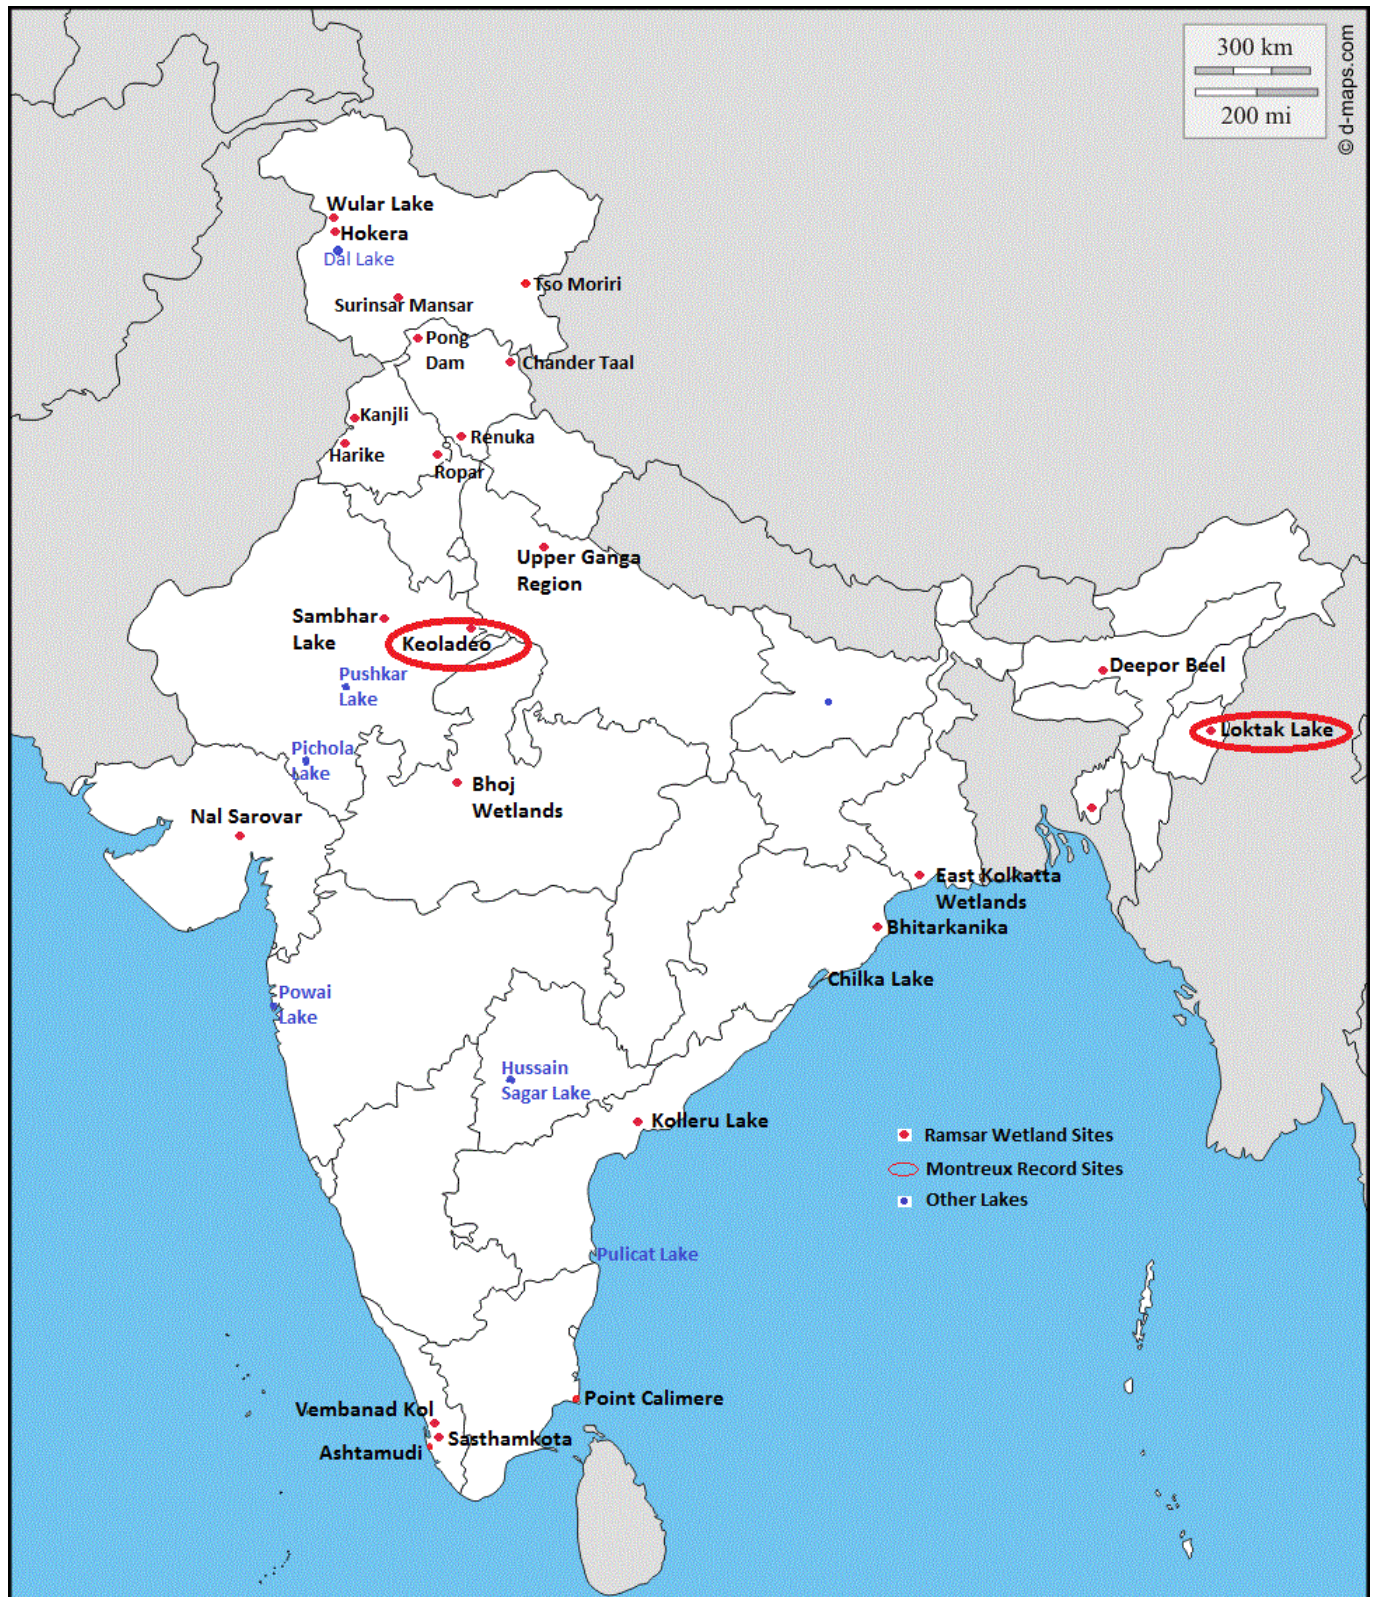 300 km
200 mi
© d-maps.com
Wular Lake
Hokera
Dal Lake
Tso Moriri
Surinsar Mansar
Pong
Dam
Chander Taal
Kanjli
Renuka
Harike
Ropar
Upper Ganga
Region
Sambhar
Lake
Keoladeo
Deepor Beel
Pushkar
Lake
Loktak Lake
Pichola
Lake
Bhoj
Wetlands
Nal Sarovar
East Kolkatta
Wetlands
Bhitarkanika
Chilka Lake
Powai
Lake
Hussain
Sagar Lake
Kolleru Lake
Ramsar Wetland Sites
Montreux Record Sites
Other Lakes
Pulicat Lake
Point Calimere
Vembanad Kol
Sasthamkota
Ashtamudi